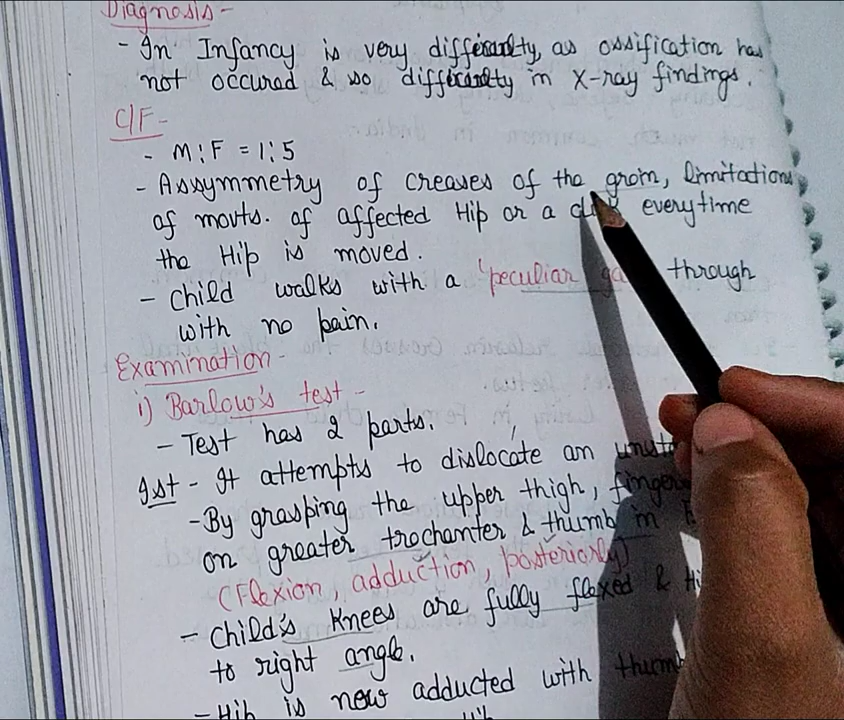 Diagnosis -
- In Infancy is very difficulty, as ossification has
not occured & so difficulty in X-ray findings.
C/F -
- M:F = 1:5
- Assymmetry of creases of the groin, limitations
of movts. of affected Hip or a everytime
the Hip is moved.
- Child walks with a 'peculiar through
with no pain.
Examination -
i) Barlow's test -
- Test has 2 parts.
Ist - It attempts to dislocate an
- By grasping the upper thigh,
on greater trochanter & thumb in
(Flexion, adduction, posteriorly)
- Child's Knees are fully flexed &
to right angle.
- Hip is now adducted with